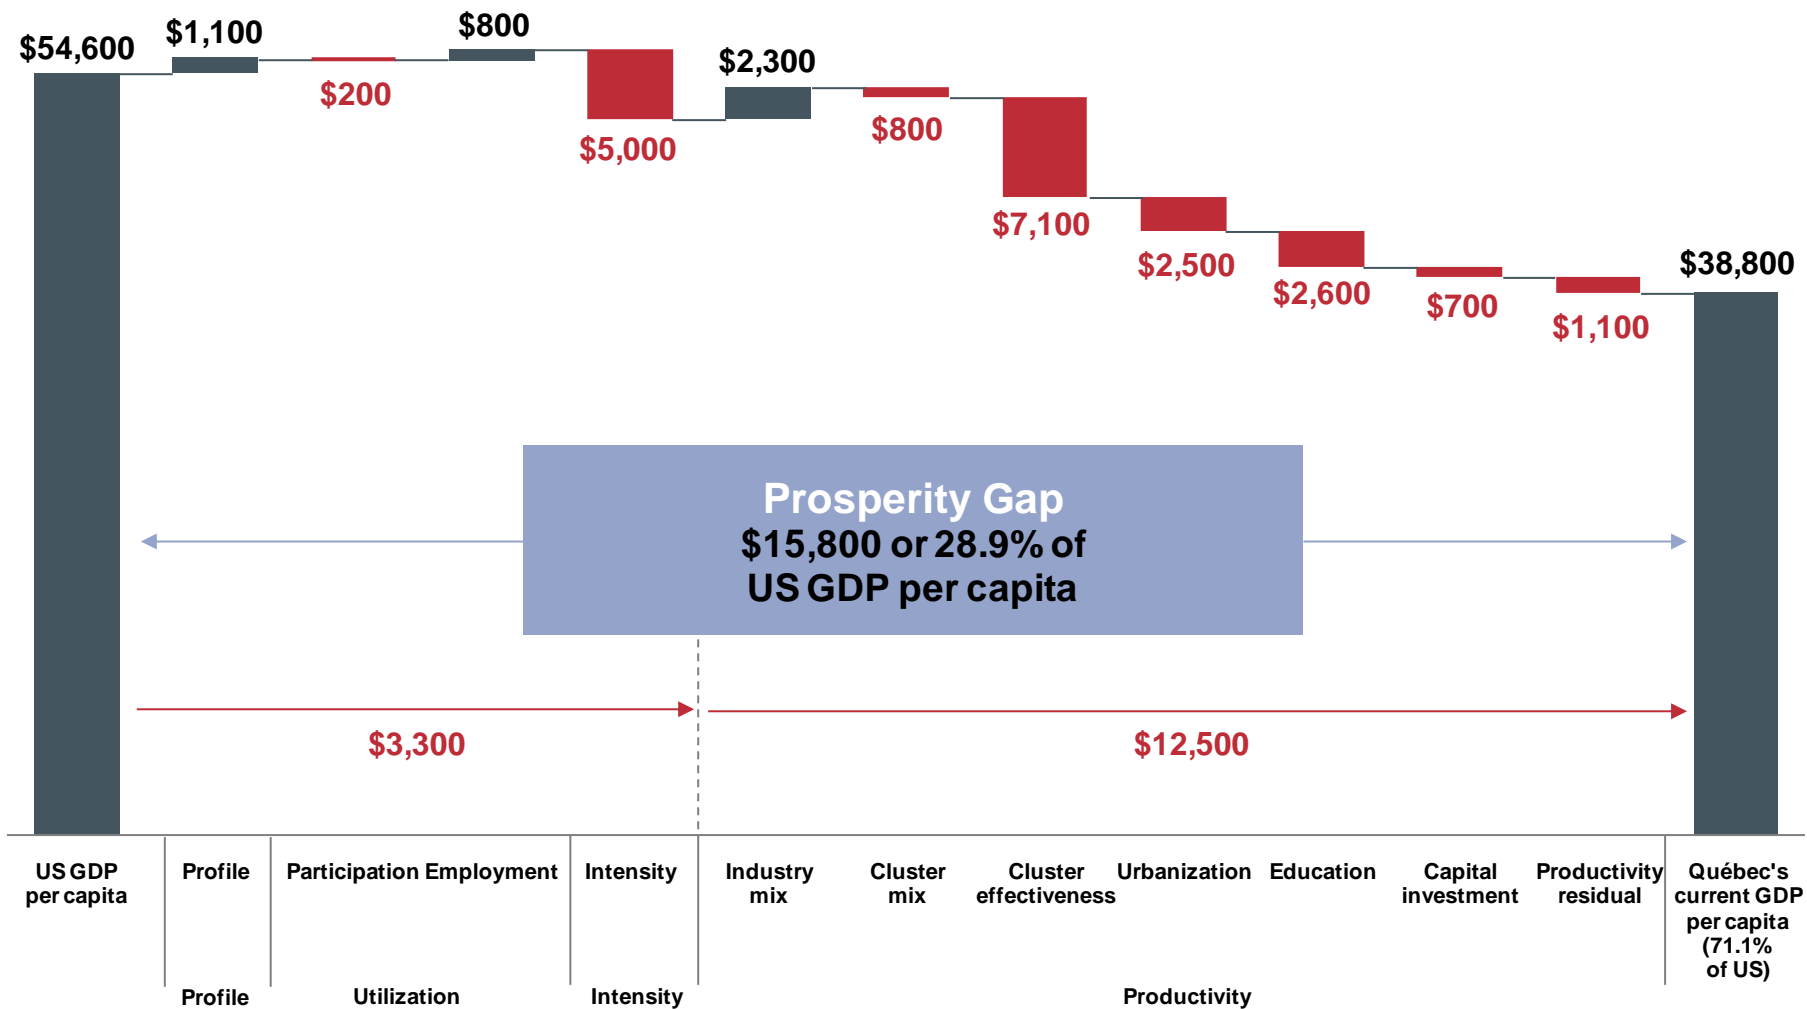 $54,600
$1,100
$200
$800
$5,000
$2,300
$800
$7,100
$2,500
$2,600
$700
$1,100
$38,800
Prosperity Gap
$15,800 or 28.9% of
US GDP per capita
$3,300
$12,500
US GDP
per capita
Profile
Participation
Employment
Intensity
Industry
mix
Cluster
mix
Cluster
effectiveness
Urbanization
Education
Capital
investment
Productivity
residual
Québec's
current GDP
per capita
(71.1%
of US)
Profile
Utilization
Intensity
Productivity